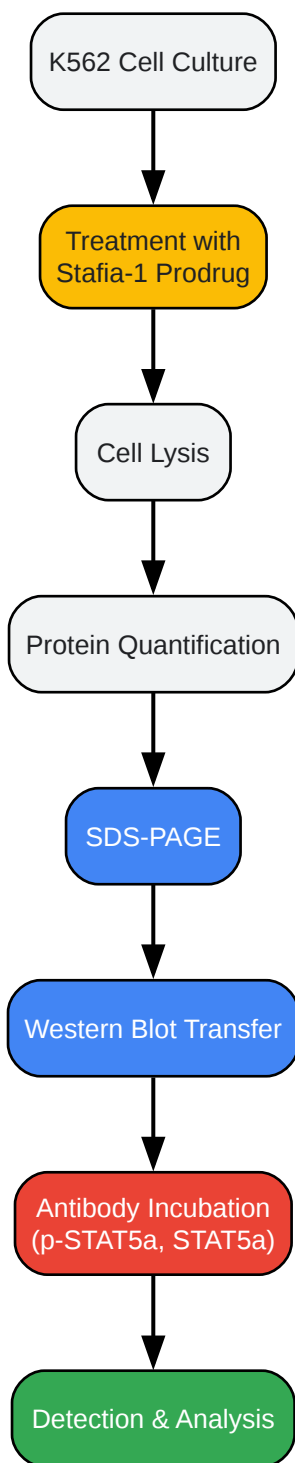 K562 Cell Culture
Treatment with
Stafia-1 Prodrug
Cell Lysis
Protein Quantification
SDS-PAGE
Western Blot Transfer
Antibody Incubation
(p-STAT5a, STAT5a)
Detection & Analysis